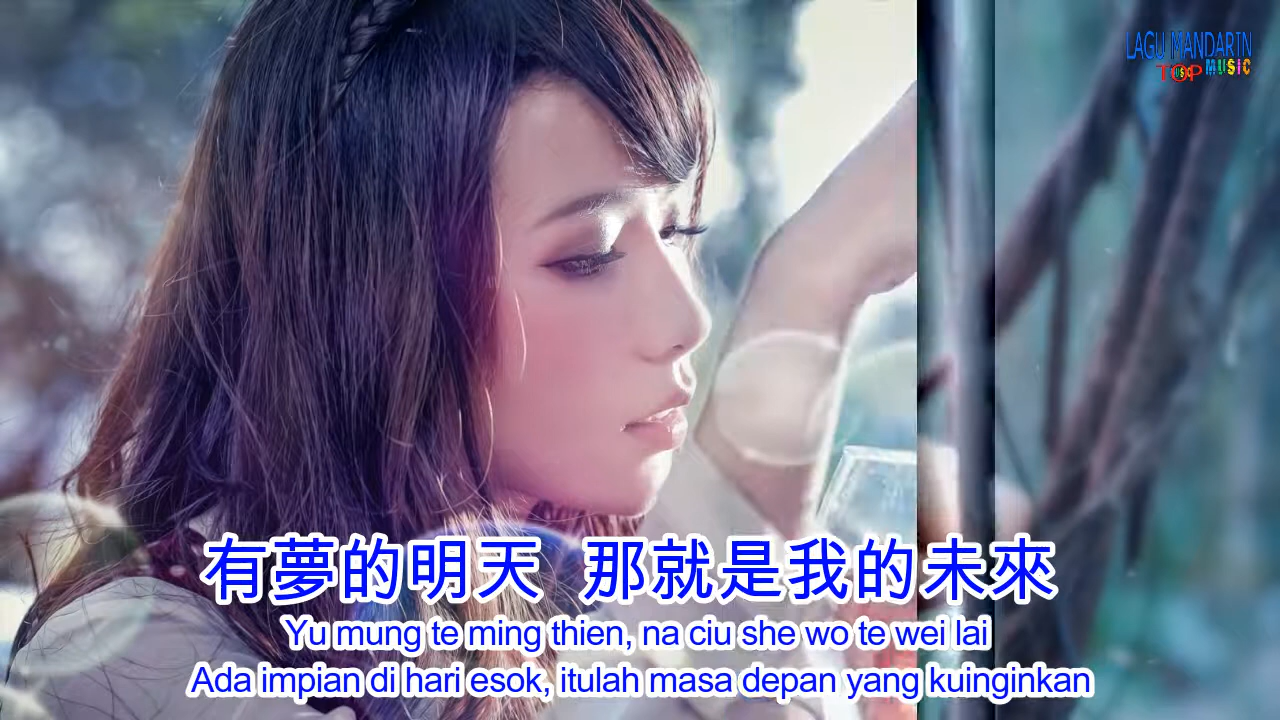 LAGU MANDARIN
TOP MUSIC MUSIC
有夢的明天 那就是我的未來
Yu mung te ming thien, na ciu she wo te wei lai
Ada impian di hari esok, itulah masa depan yang kuinginkan